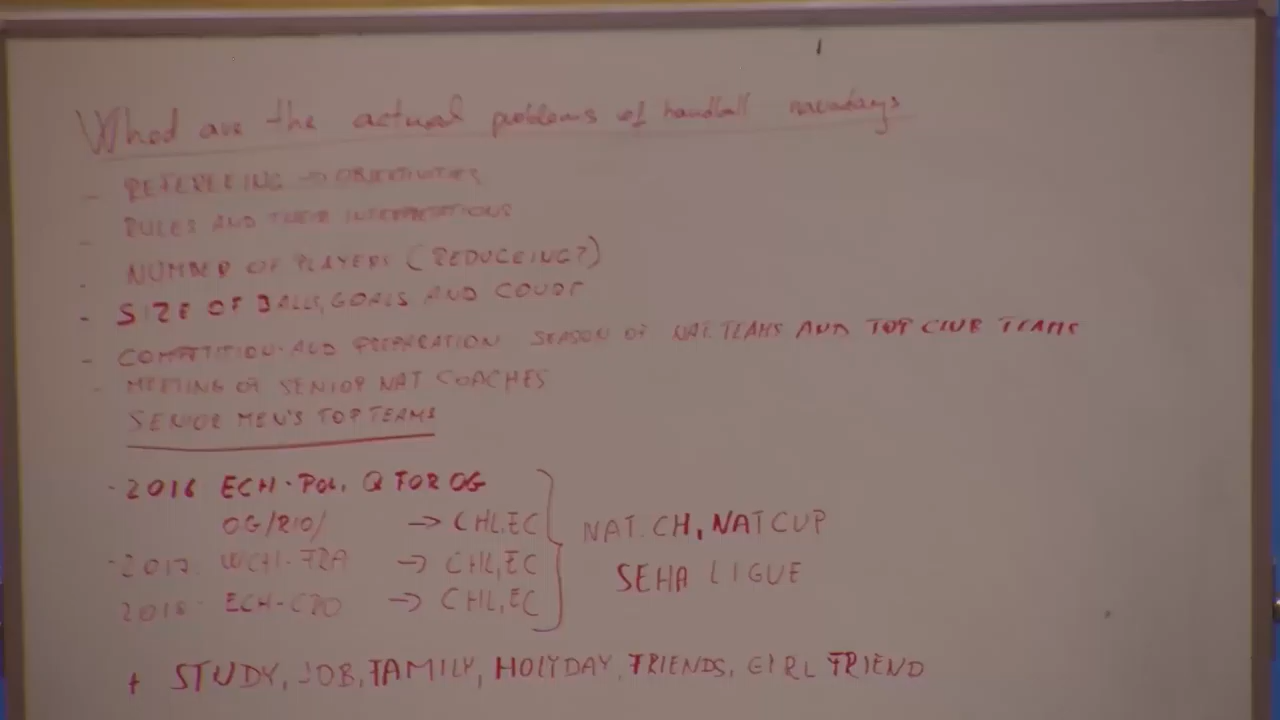 Whad are the actual problems of handball nowadays
- REFEREEING → OBJEKTIVITIES
- RULES AND THEIR INTERPRETATIONS
- NUMBER OF PLAYERS (REDUCEING?)
- SIZE OF BALLS, GOALS AND COURT
- COMPETITION AND PREPARATION SEASON OF NAT. TEAMS AND TOP CLUB TEAMS
- MEETING OF SENIOR NAT COACHES
SENIOR MEN'S TOP TEAMS
- 2016 ECH-POL. Q FOR OG
OG/RIO/ → CHL, EC
- 2017. WCH-FRA → CHL, EC
2018- ECH-CRO → CHL, EC
NAT. CH, NAT CUP
SEHA LIGUE
+ STUDY, JOB, FAMILY, HOLYDAY, FRIENDS, GIRL FRIEND